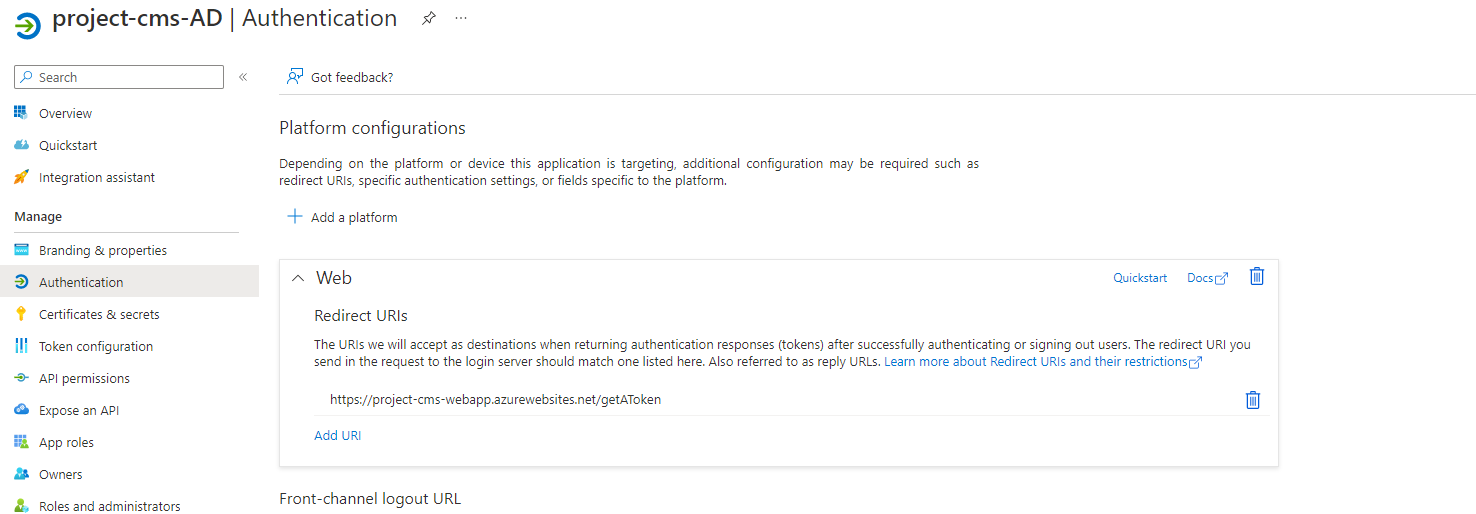 project-cms-AD | Authentication
Search
Got feedback?
Overview
Quickstart
Integration assistant
Manage
Branding & properties
Authentication
Certificates & secrets
Token configuration
API permissions
Expose an API
App roles
Owners
Roles and administrators
Platform configurations
Depending on the platform or device this application is targeting, additional configuration may be required such as
redirect URIs, specific authentication settings, or fields specific to the platform.
Add a platform
Web
Quickstart
Docs
Redirect URIs
The URIs we will accept as destinations when returning authentication responses (tokens) after successfully authenticating or signing out users. The redirect URI you
send in the request to the login server should match one listed here. Also referred to as reply URLs. Learn more about Redirect URIs and their restrictions
https://project-cms-webapp.azurewebsites.net/getAToken
Add URI
Front-channel logout URL